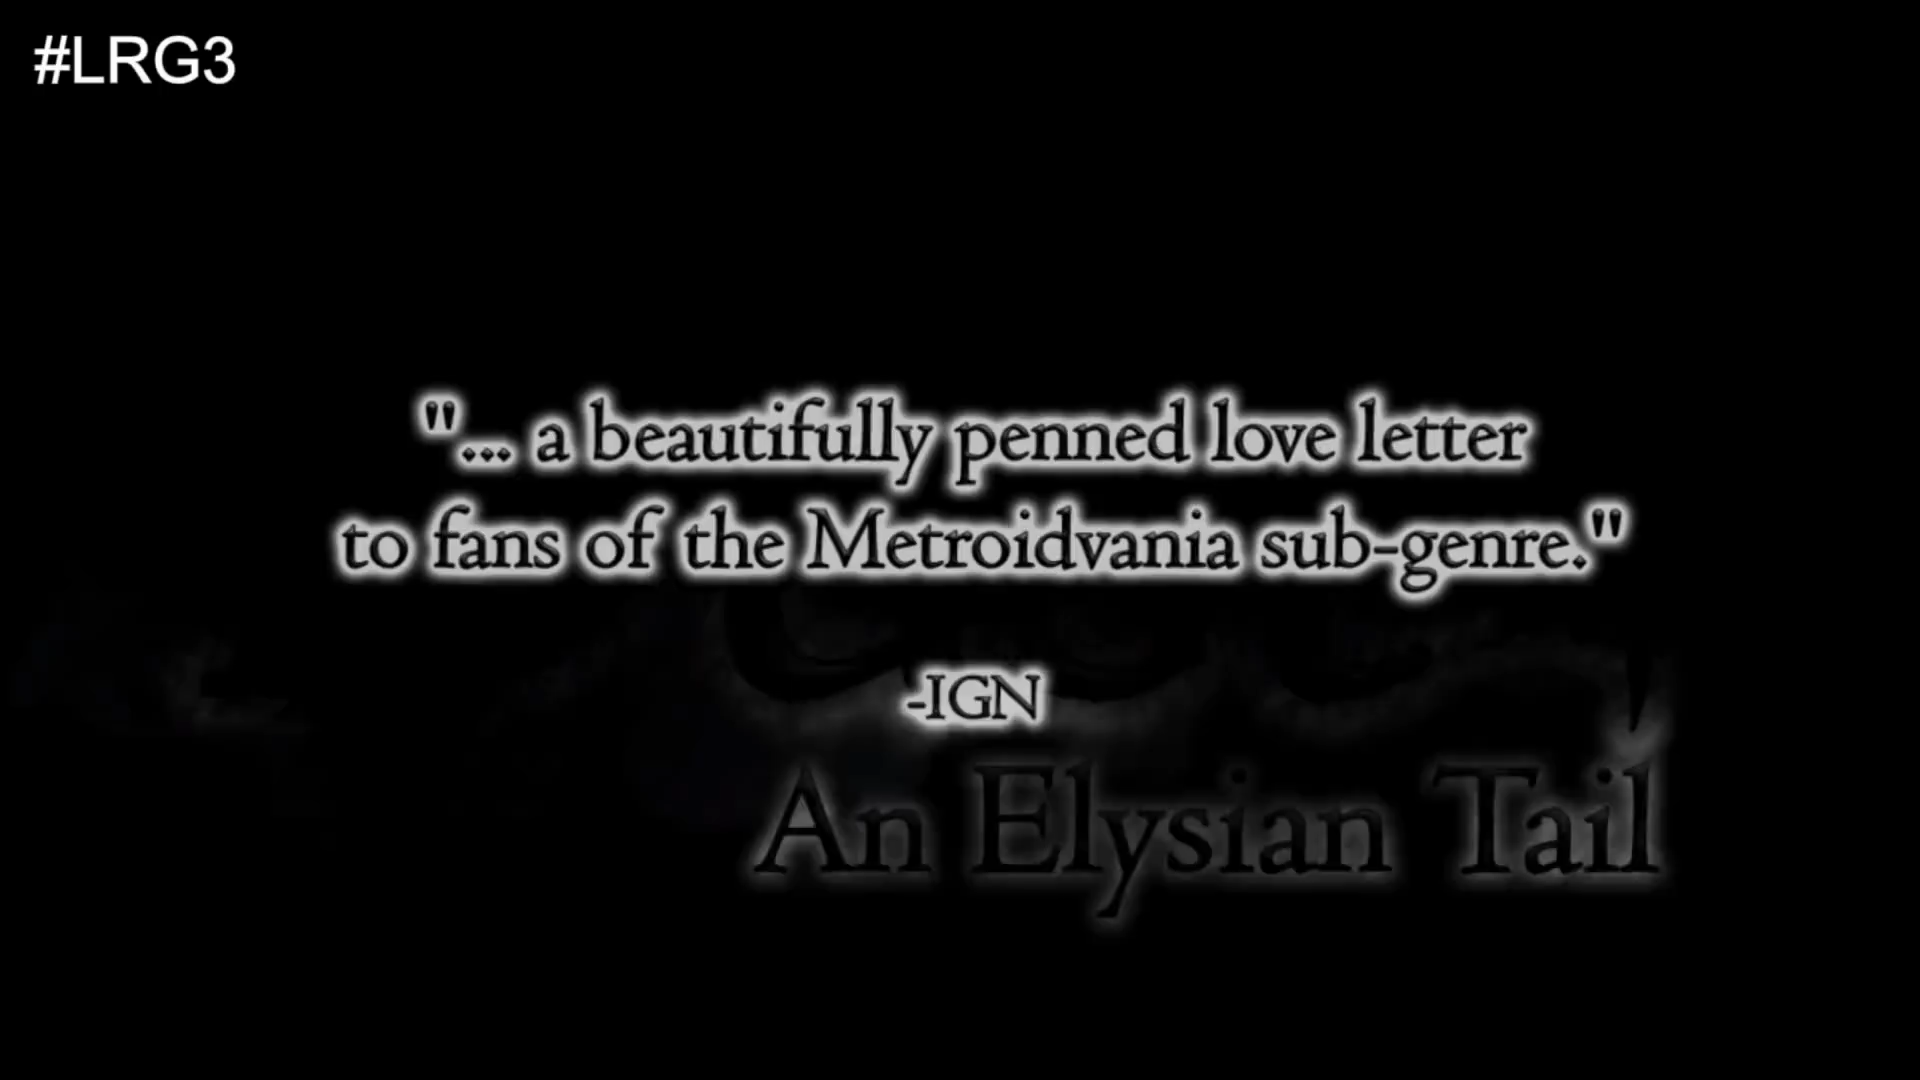 #LRG3
"... a beautifully penned love letter
to fans of the Metroidvania sub-genre."
-IGN
An Elysian Tail